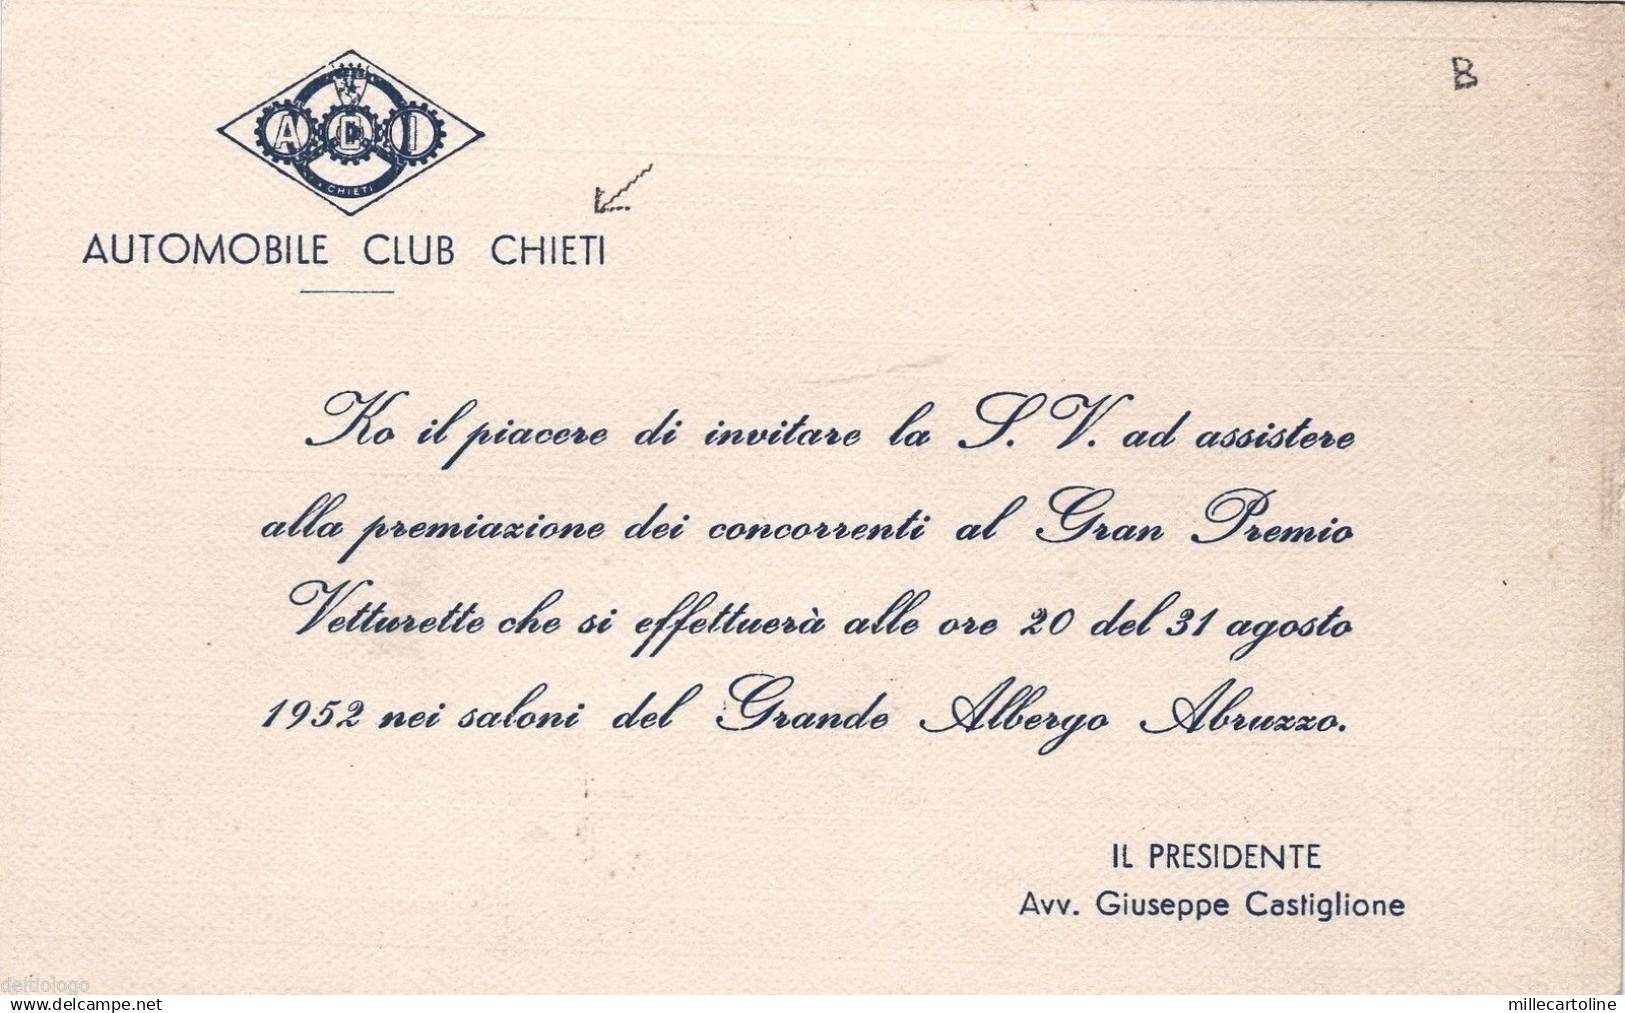 B
A C I
CHIETI
AUTOMOBILE CLUB CHIETI
Ho il piacere di invitare la S. V. ad assistere
alla premiazione dei concorrenti al Gran Premio
Vetturette che si effettuerà alle ore 20 del 31 agosto
1952 nei saloni del Grande Albergo Abruzzo.
IL PRESIDENTE
Avv. Giuseppe Castiglione
deltiologo
www.delcampe.net
millecartoline